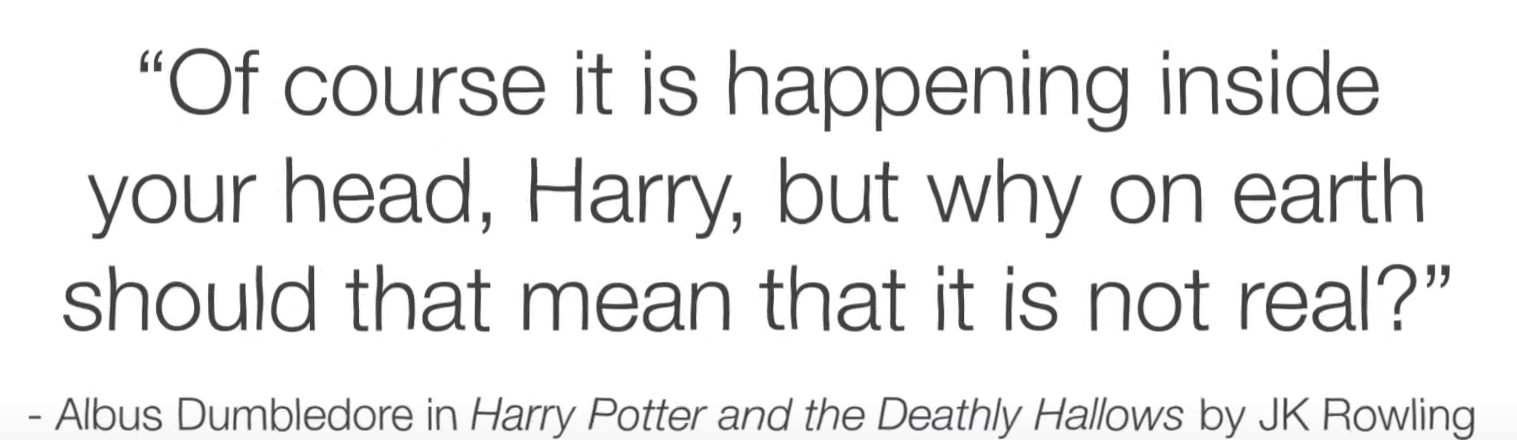 “Of course it is happening inside
your head, Harry, but why on earth
should that mean that it is not real?”
- Albus Dumbledore in Harry Potter and the Deathly Hallows by JK Rowling